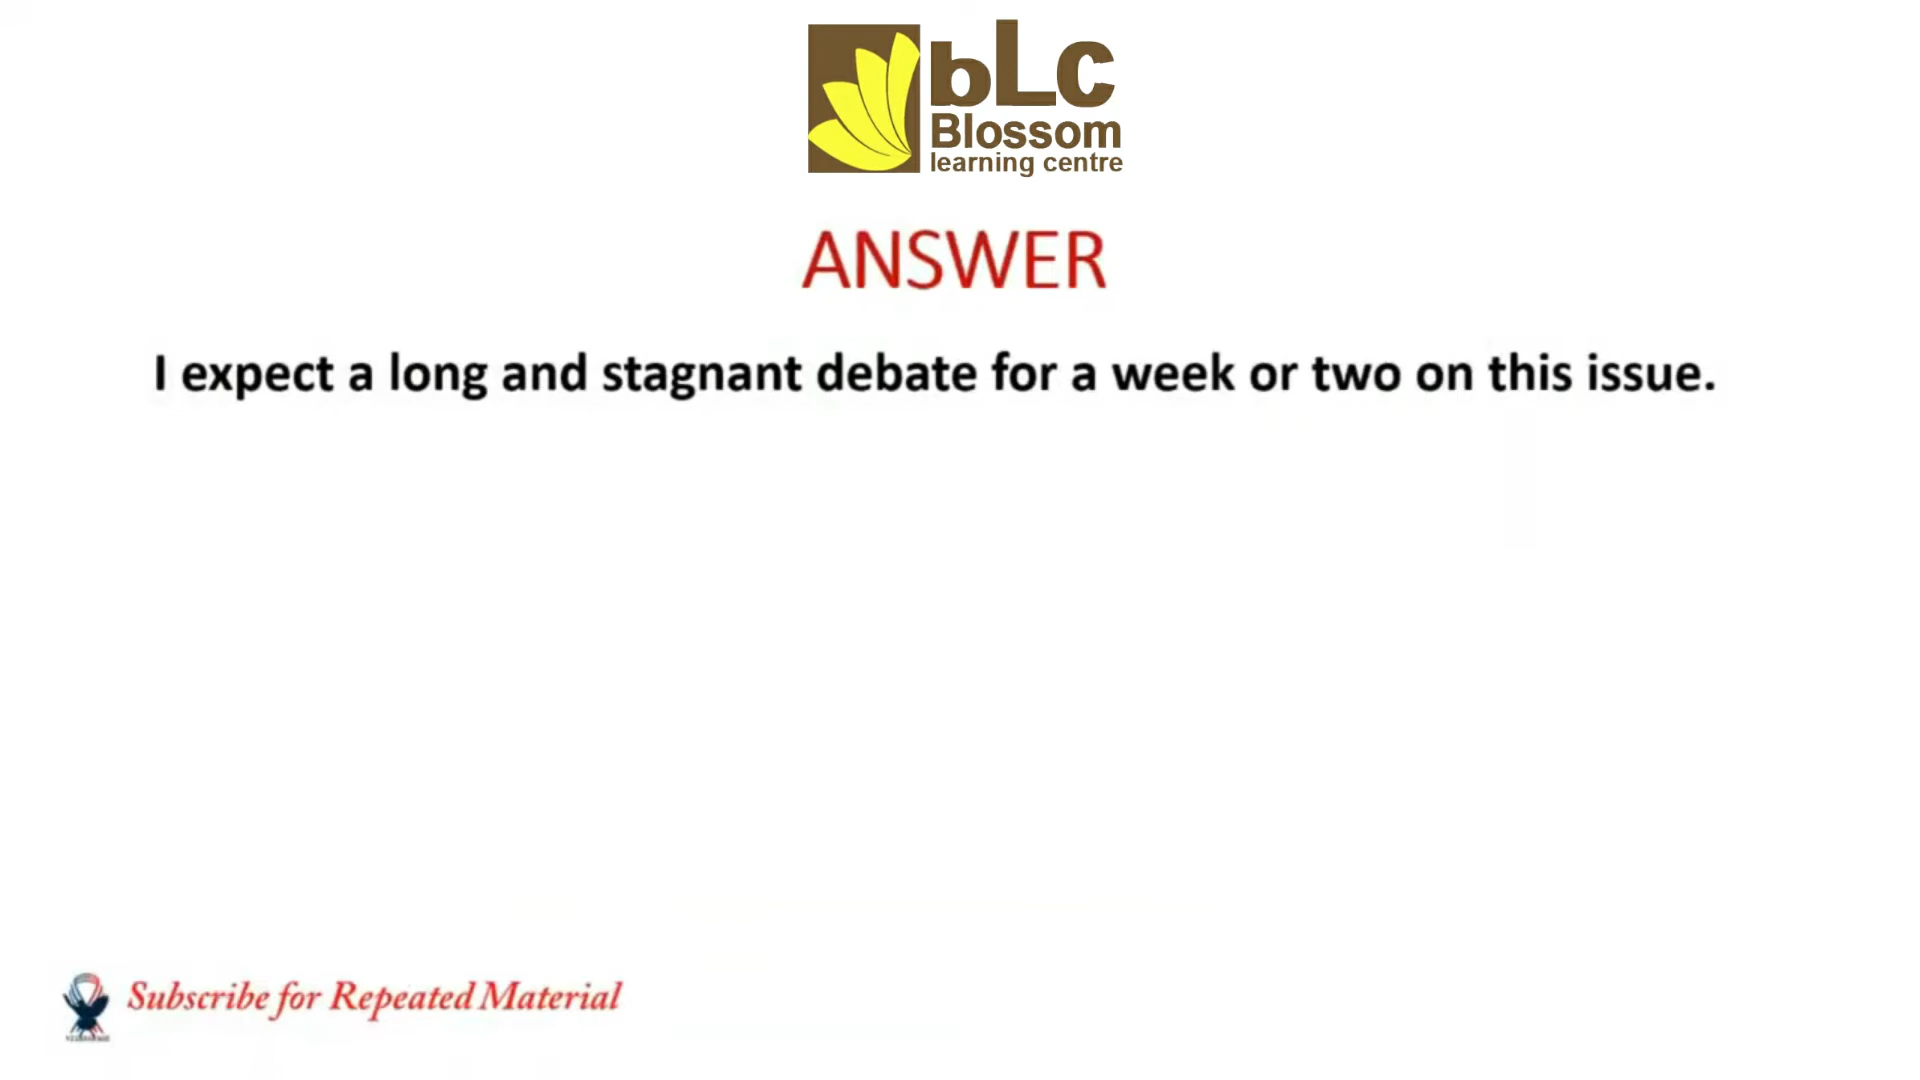 bLc
Blossom
learning centre
ANSWER
I expect a long and stagnant debate for a week or two on this issue.
Subscribe for Repeated Material